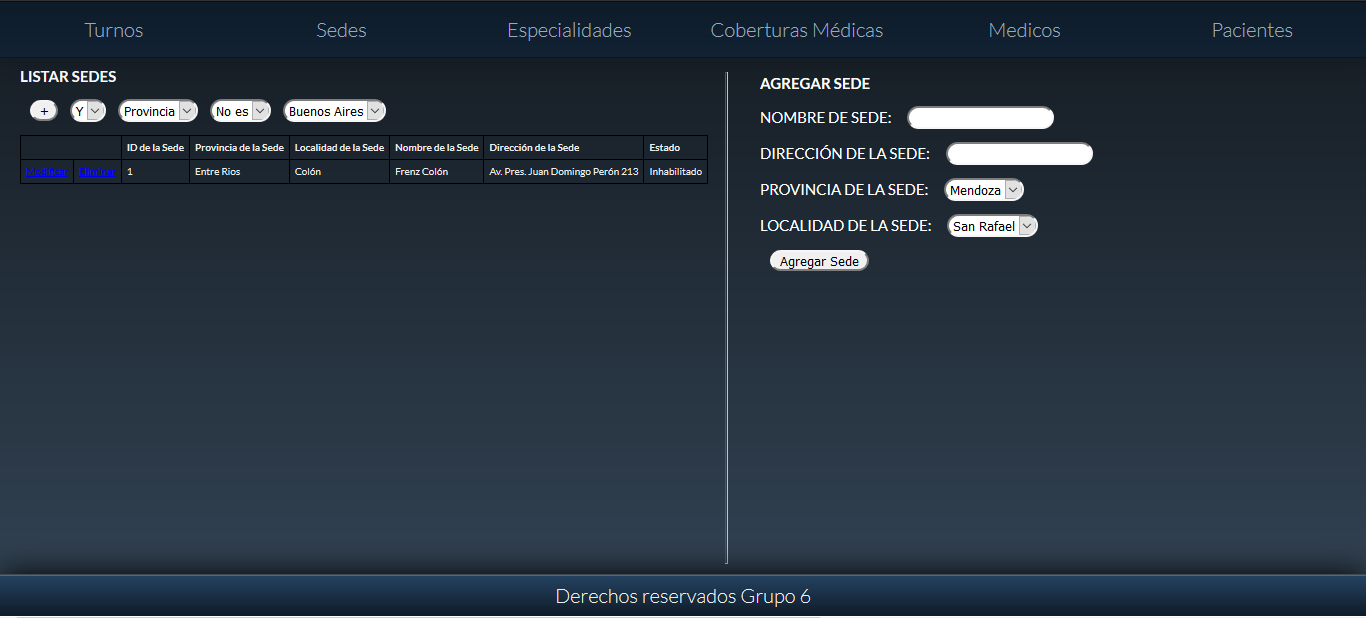 Turnos Sedes Especialidades Coberturas Médicas Medicos Pacientes
LISTAR SEDES
+ Y Provincia No es Buenos Aires
ID de la Sede Provincia de la Sede Localidad de la Sede Nombre de la Sede Dirección de la Sede Estado
Modificar Eliminar 1 Entre Rios Colón Frenz Colón Av. Pres. Juan Domingo Perón 213 Inhabilitado
AGREGAR SEDE
NOMBRE DE SEDE:
DIRECCIÓN DE LA SEDE:
PROVINCIA DE LA SEDE: Mendoza
LOCALIDAD DE LA SEDE: San Rafael
Agregar Sede
Derechos reservados Grupo 6